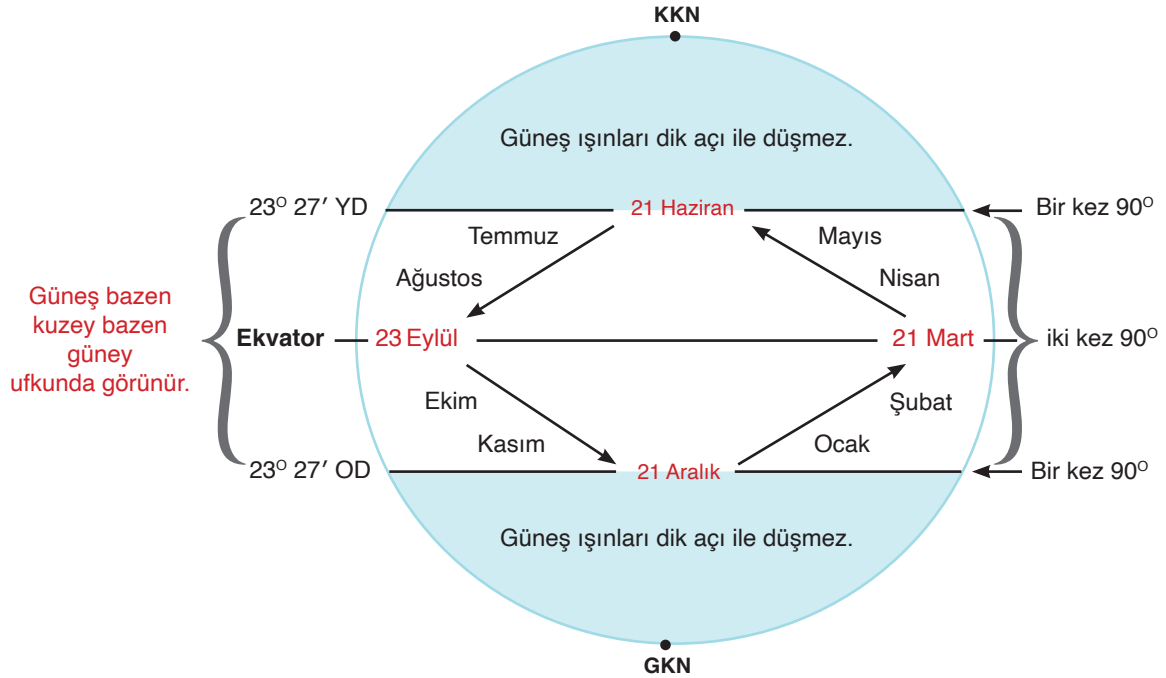 KKN
Güneş ışınları dik açı ile düşmez.
23° 27′ YD
21 Haziran
Bir kez 90°
Temmuz
Mayıs
Ağustos
Nisan
Güneş bazen
kuzey bazen
güney
ufkunda görünür.
Ekvator
23 Eylül
21 Mart
iki kez 90°
Ekim
Şubat
Kasım
Ocak
23° 27′ OD
21 Aralık
Bir kez 90°
Güneş ışınları dik açı ile düşmez.
GKN